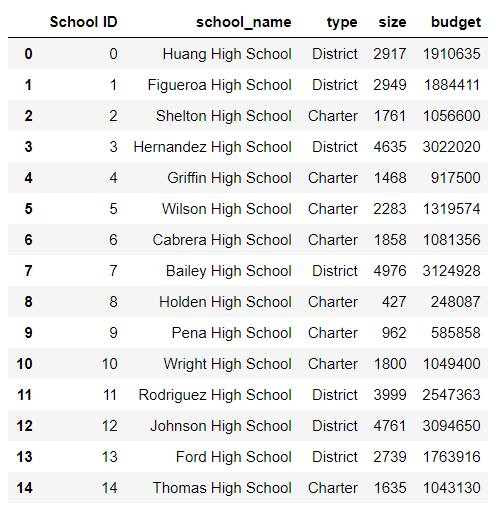 School ID school_name type size budget
0 0 Huang High School District 2917 1910635
1 1 Figueroa High School District 2949 1884411
2 2 Shelton High School Charter 1761 1056600
3 3 Hernandez High School District 4635 3022020
4 4 Griffin High School Charter 1468 917500
5 5 Wilson High School Charter 2283 1319574
6 6 Cabrera High School Charter 1858 1081356
7 7 Bailey High School District 4976 3124928
8 8 Holden High School Charter 427 248087
9 9 Pena High School Charter 962 585858
10 10 Wright High School Charter 1800 1049400
11 11 Rodriguez High School District 3999 2547363
12 12 Johnson High School District 4761 3094650
13 13 Ford High School District 2739 1763916
14 14 Thomas High School Charter 1635 1043130